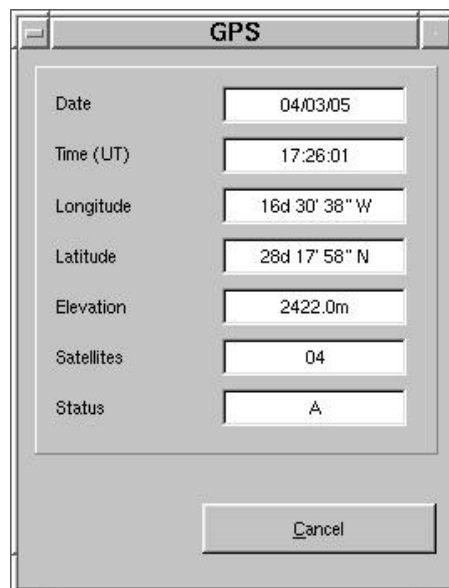 GPS
Date 04/03/05
Time (UT) 17:26:01
Longitude 16d 30' 38" W
Latitude 28d 17' 58" N
Elevation 2422.0m
Satellites 04
Status A
Cancel